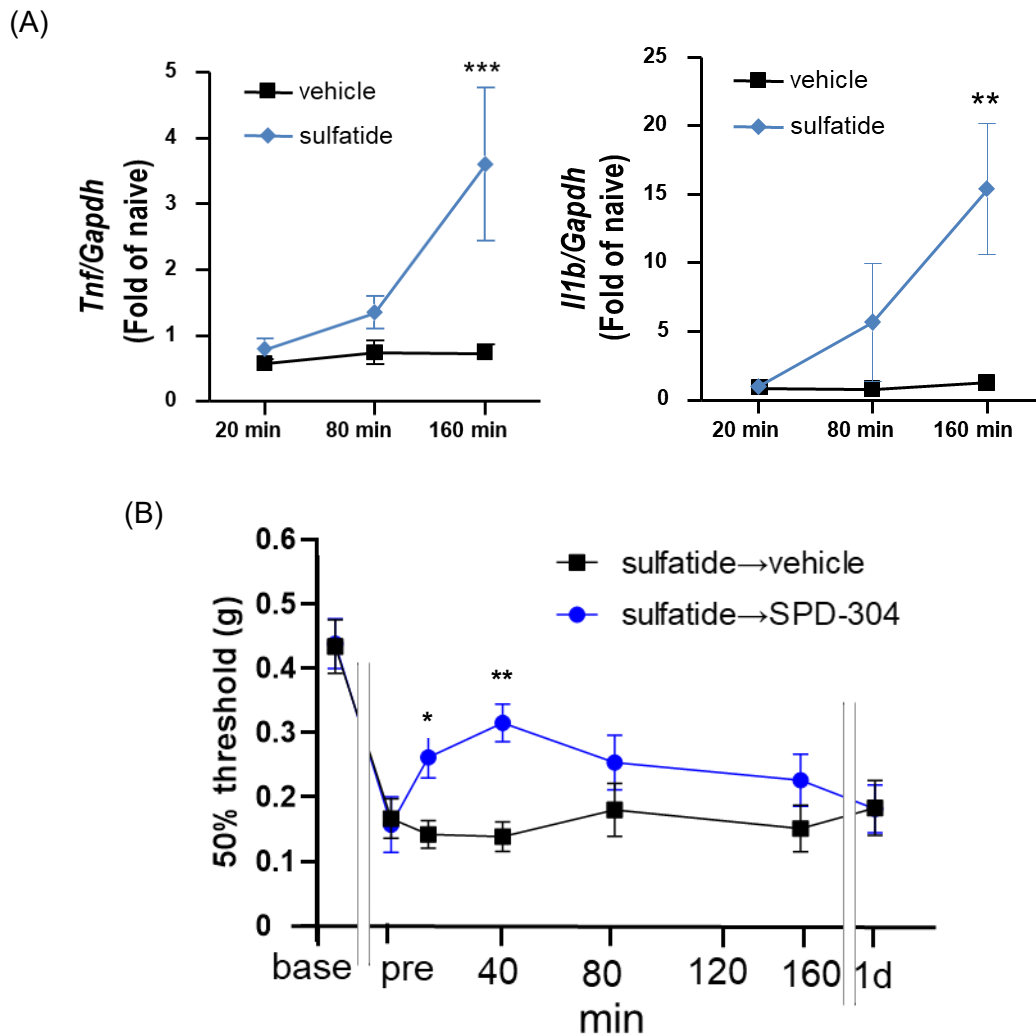 (A)
Tnf/Gapdh
(Fold of naive)
5
4
3
2
1
0
vehicle
sulfatide
***
20 min
80 min
160 min
Il1b/Gapdh
(Fold of naive)
25
20
15
10
5
0
vehicle
sulfatide
**
20 min
80 min
160 min
(B)
50% threshold (g)
0.6
0.5
0.4
0.3
0.2
0.1
0
sulfatide→vehicle
sulfatide→SPD-304
*
**
base
pre
40
80
120
160
1d
min